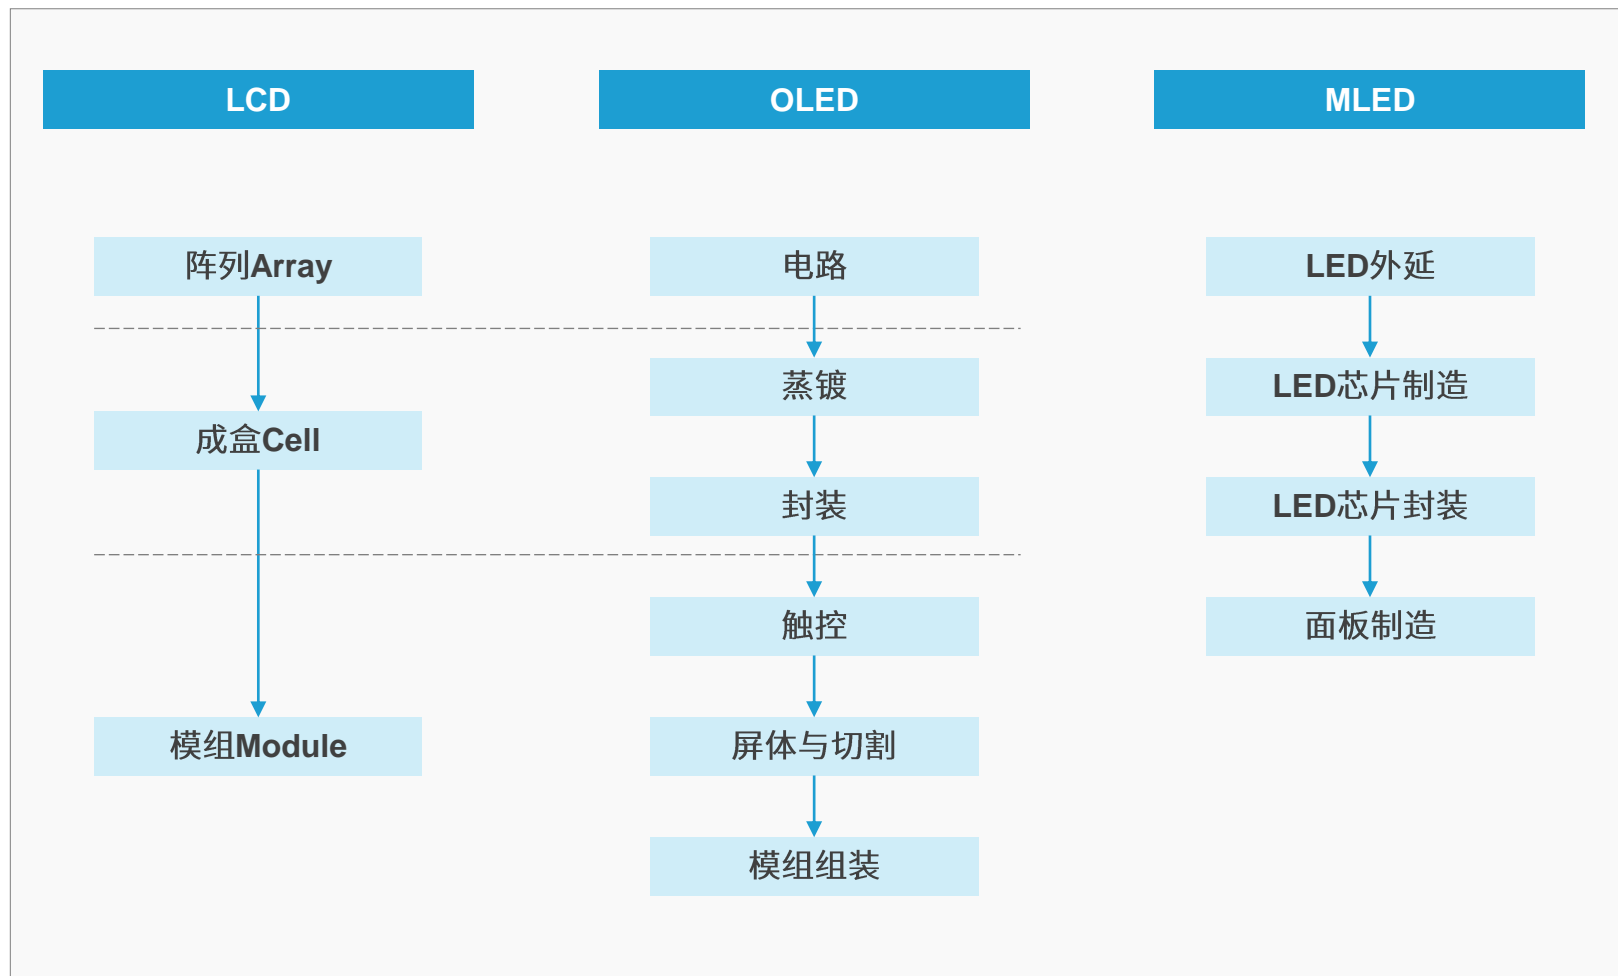 LCD
阵列Array
成盒Cell
模组Module
OLED
电路
蒸镀
封装
触控
屏体与切割
模组组装
MLED
LED外延
LED芯片制造
LED芯片封装
面板制造